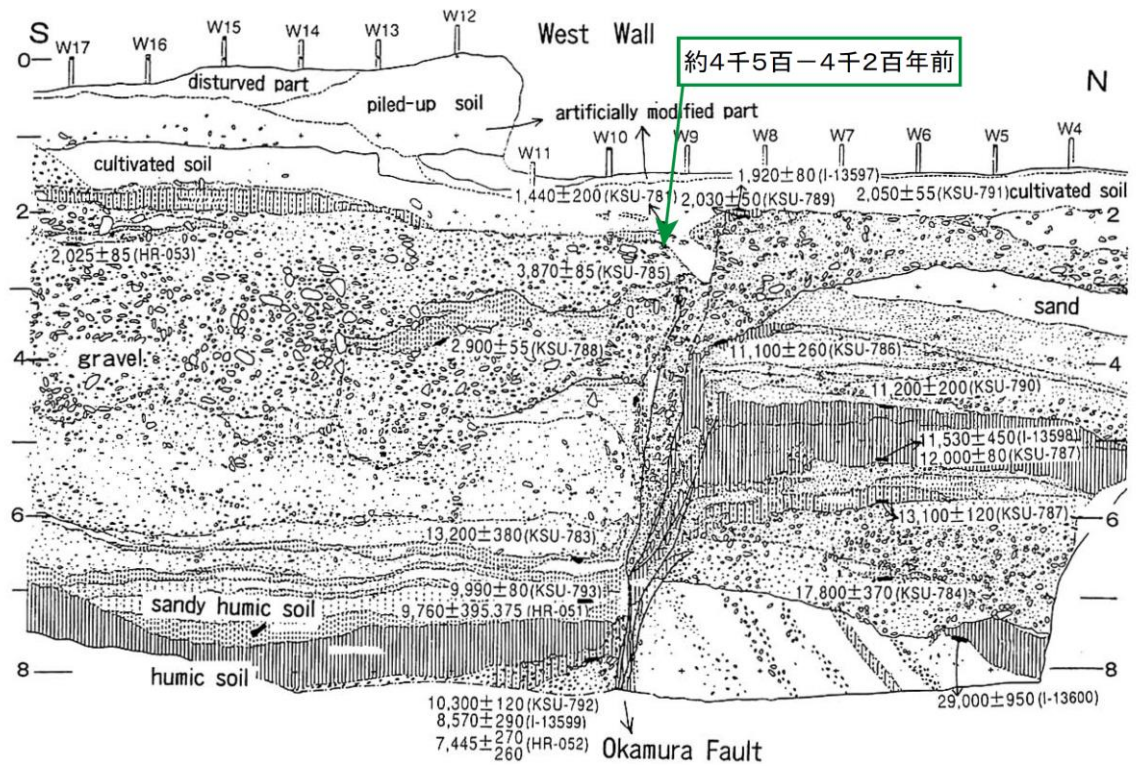 S
N
West Wall
W17
W16
W15
W14
W13
W12
W11
W10
W9
W8
W7
W6
W5
W4
0
2
4
6
8
2
4
6
8
約4千5百－4千2百年前
disturved part
piled-up soil
artificially modified part
cultivated soil
1,920±80(I-13597)
1,440±200(KSU-781)
2,030±50(KSU-789)
2,050±55(KSU-791)
cultivated soil
2,025±85(HR-053)
3,870±85(KSU-785)
sand
gravel
2,900±55(KSU-788)
11,100±260(KSU-786)
11,200±200(KSU-790)
11,530±450(I-13598)
12,000±80(KSU-787)
13,100±120(KSU-787)
13,200±380(KSU-783)
9,990±80(KSU-793)
17,800±370(KSU-784)
sandy humic soil
9,760±395.375(HR-051)
humic soil
10,300±120(KSU-792)
8,570±290(I-13599)
7,445±270
260(HR-052)
29,000±950(I-13600)
Okamura Fault